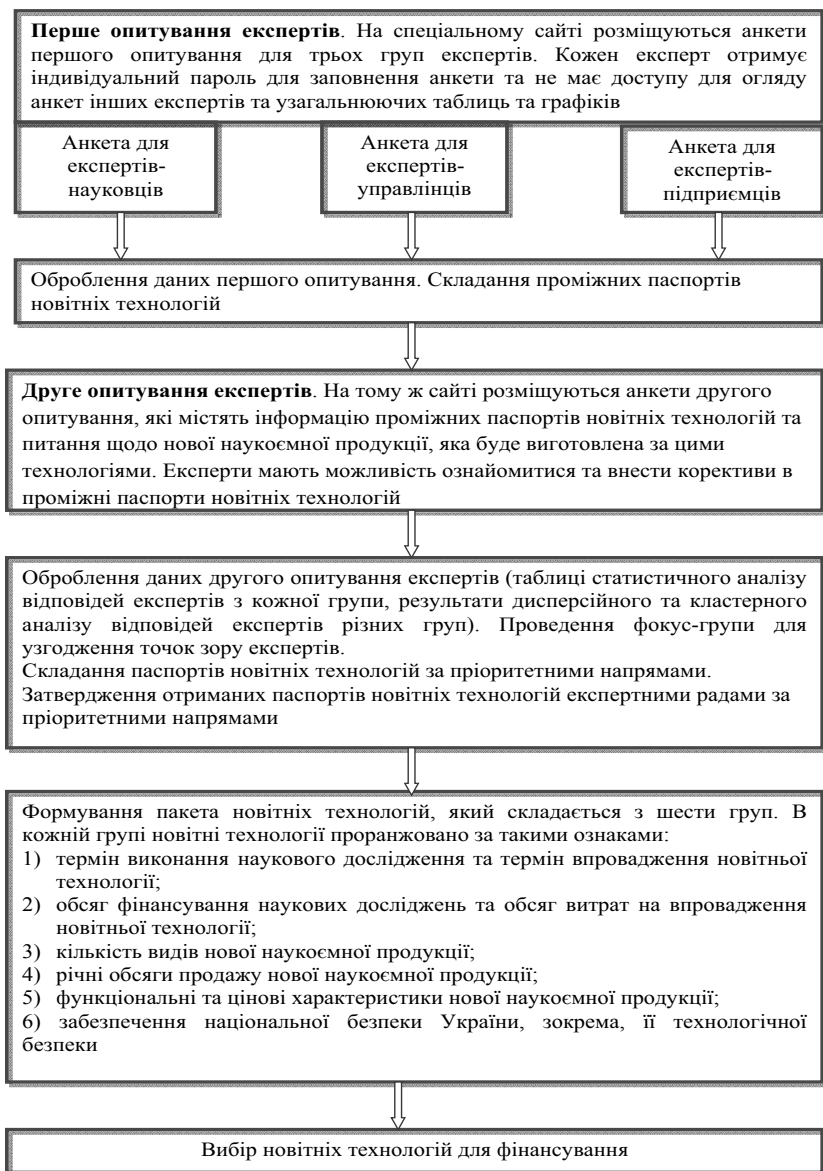 Перше опитування експертів. На спеціальному сайті розміщуються анкети
першого опитування для трьох груп експертів. Кожен експерт отримує
індивідуальний пароль для заповнення анкети та не має доступу для огляду
анкет інших експертів та узагальнюючих таблиць та графіків
Анкета для
експертів-
науковців
Анкета для
експертів-
управлінців
Анкета для
експертів-
підприємців
Оброблення даних першого опитування. Складання проміжних паспортів
новітніх технологій
Друге опитування експертів. На тому ж сайті розміщуються анкети другого
опитування, які містять інформацію проміжних паспортів новітніх технологій та
питання щодо нової наукоємної продукції, яка буде виготовлена за цими
технологіями. Експерти мають можливість ознайомитися та внести корективи в
проміжні паспорти новітніх технологій
Оброблення даних другого опитування експертів (таблиці статистичного аналізу
відповідей експертів з кожної групи, результати дисперсійного та кластерного
аналізу відповідей експертів різних груп). Проведення фокус-групи для
узгодження точок зору експертів.
Складання паспортів новітніх технологій за пріоритетними напрямами.
Затвердження отриманих паспортів новітніх технологій експертними радами за
пріоритетними напрямами
Формування пакета новітніх технологій, який складається з шести груп. В
кожній групі новітні технології проранжовано за такими ознаками:
1) термін виконання наукового дослідження та термін впровадження новітньої
технології;
2) обсяг фінансування наукових досліджень та обсяг витрат на впровадження
новітньої технології;
3) кількість видів нової наукоємної продукції;
4) річні обсяги продажу нової наукоємної продукції;
5) функціональні та цінові характеристики нової наукоємної продукції;
6) забезпечення національної безпеки України, зокрема, її технологічної
безпеки
Вибір новітніх технологій для фінансування